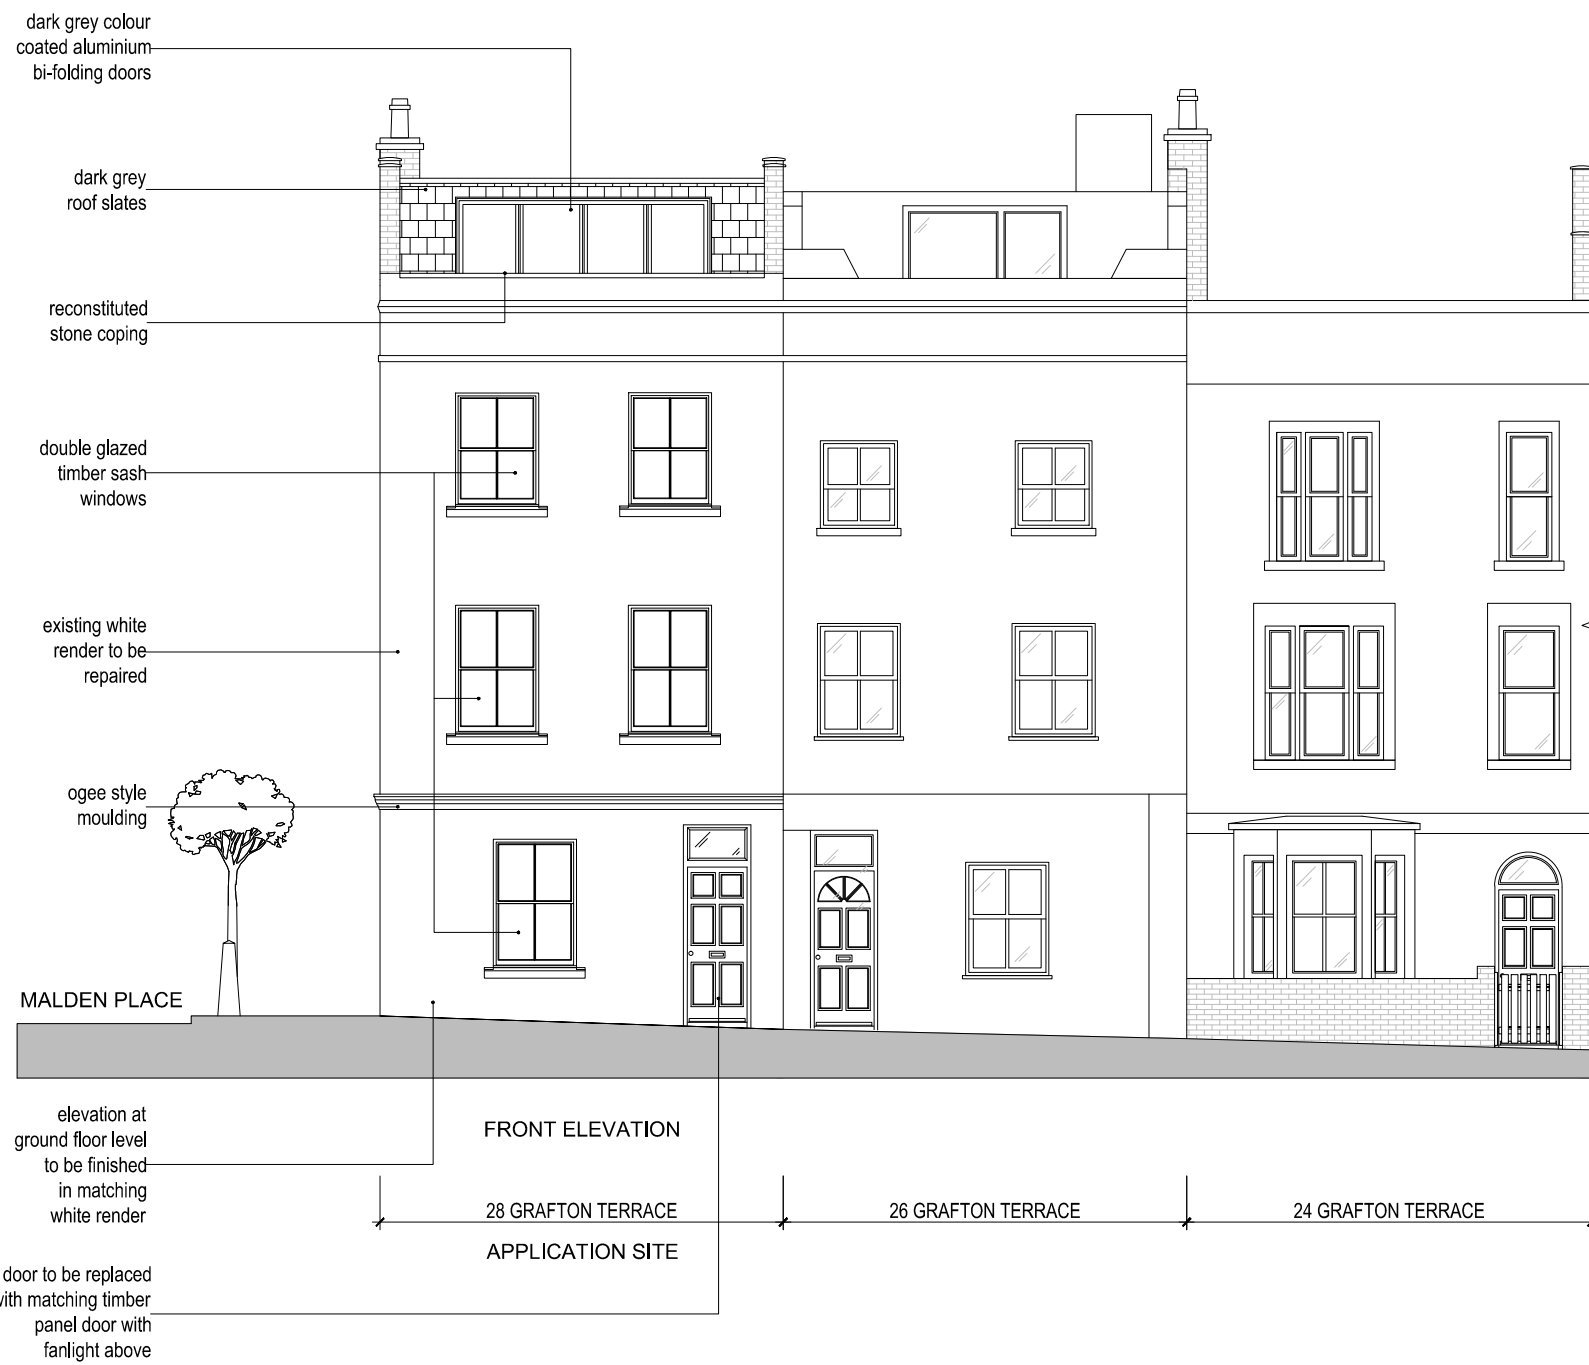 dark grey colour
coated aluminium
bi-folding doors
dark grey
roof slates
reconstituted
stone coping
double glazed
timber sash
windows
existing white
render to be
repaired
ogee style
moulding
MALDEN PLACE
elevation at
ground floor level
to be finished
in matching
white render
FRONT ELEVATION
28 GRAFTON TERRACE
26 GRAFTON TERRACE
24 GRAFTON TERRACE
APPLICATION SITE
door to be replaced
with matching timber
panel door with
fanlight above